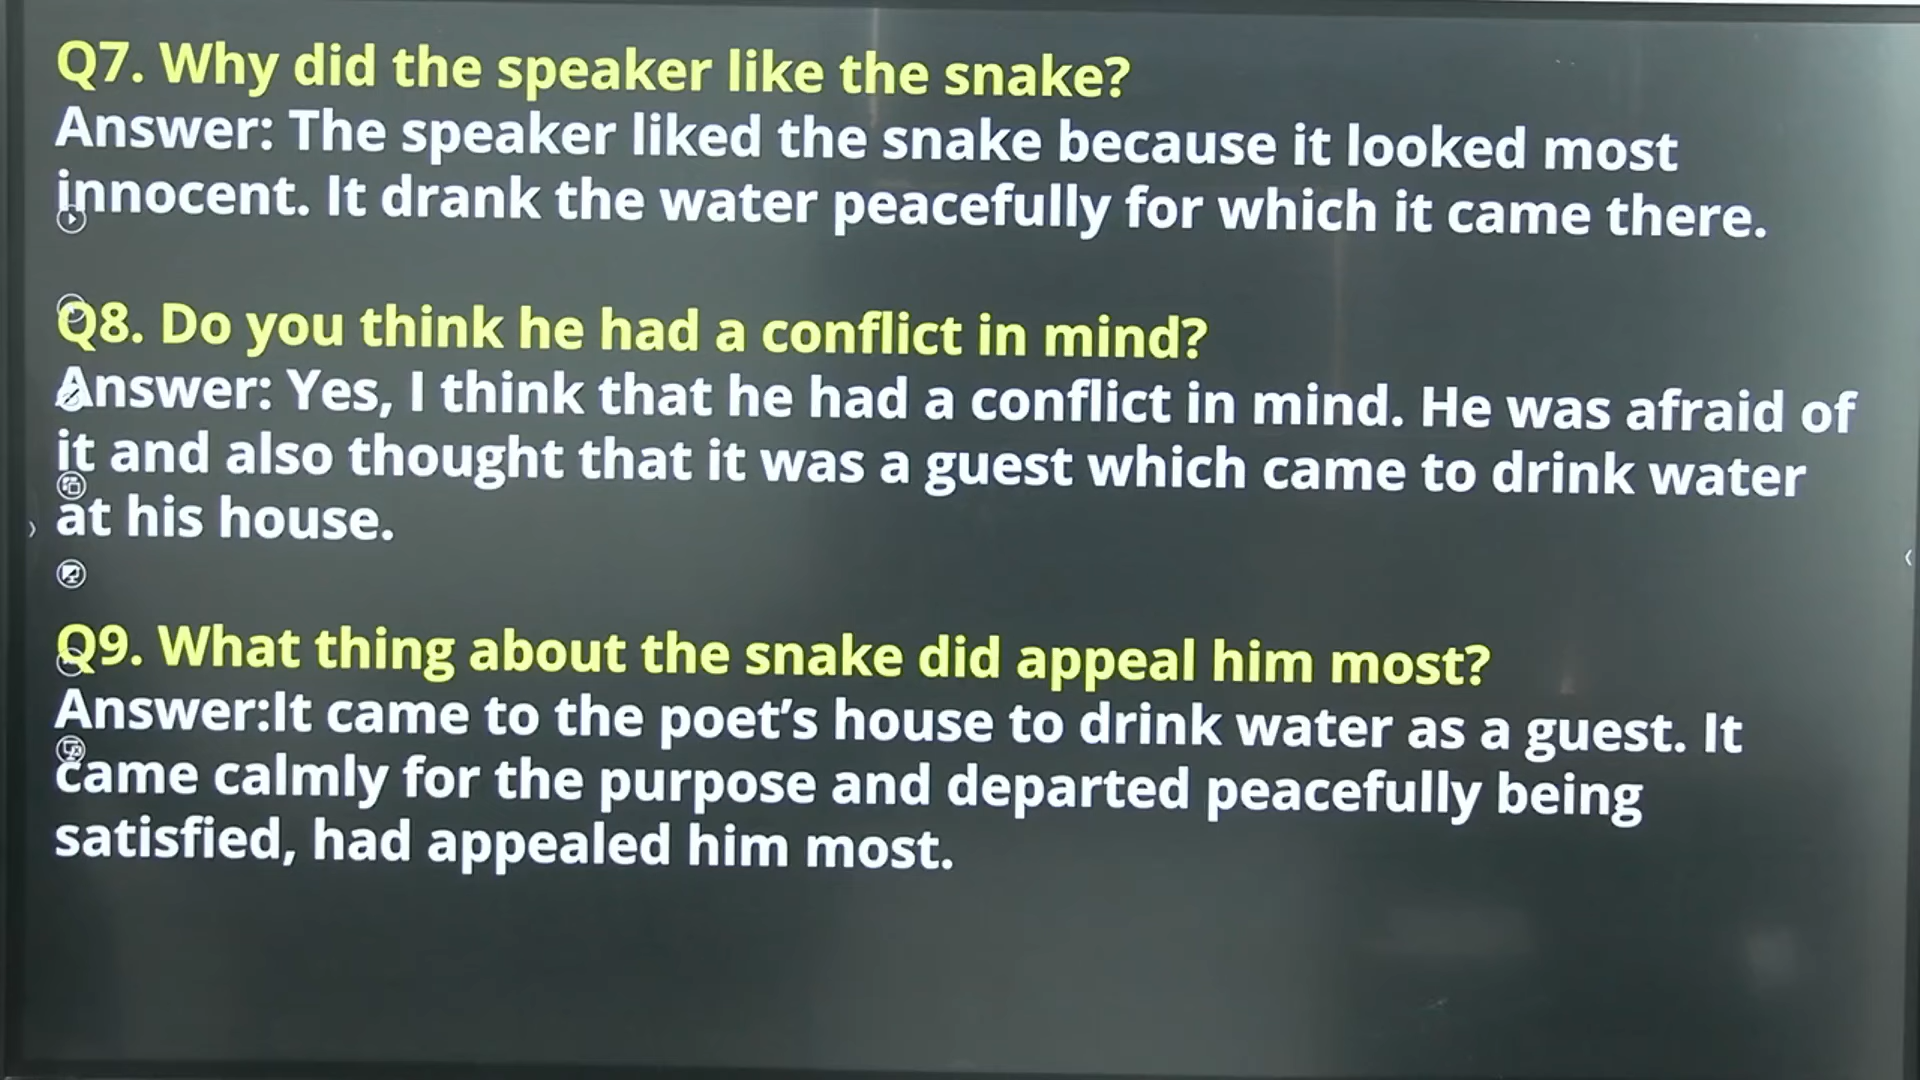 Q7. Why did the speaker like the snake?
Answer: The speaker liked the snake because it looked most
innocent. It drank the water peacefully for which it came there.
Q8. Do you think he had a conflict in mind?
Answer: Yes, I think that he had a conflict in mind. He was afraid of
it and also thought that it was a guest which came to drink water
at his house.
Q9. What thing about the snake did appeal him most?
Answer:It came to the poet's house to drink water as a guest. It
came calmly for the purpose and departed peacefully being
satisfied, had appealed him most.